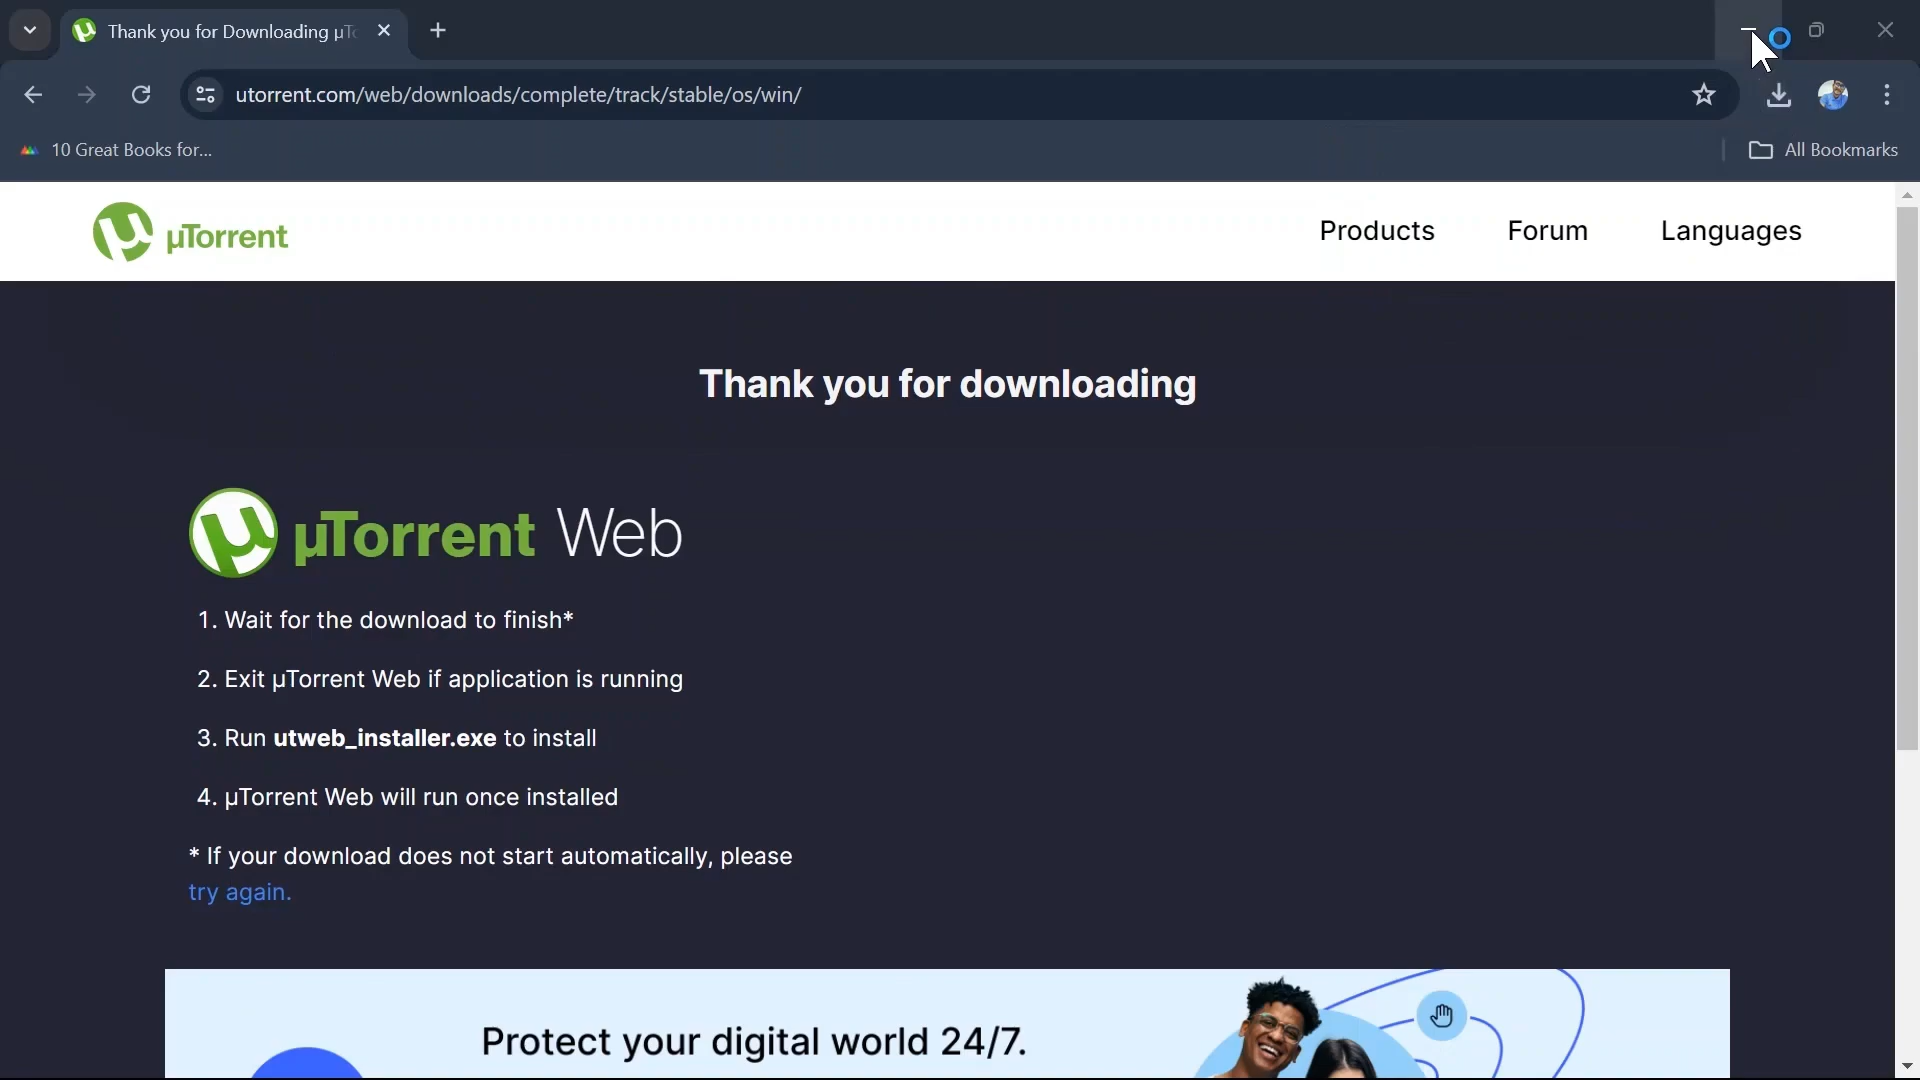 Thank you for Downloading µT
utorrent.com/web/downloads/complete/track/stable/os/win/
10 Great Books for...
All Bookmarks
µTorrent
Products
Forum
Languages
Thank you for downloading
µTorrent Web
1. Wait for the download to finish*
2. Exit µTorrent Web if application is running
3. Run utweb_installer.exe to install
4. µTorrent Web will run once installed
* If your download does not start automatically, please
try again.
Protect your digital world 24/7.